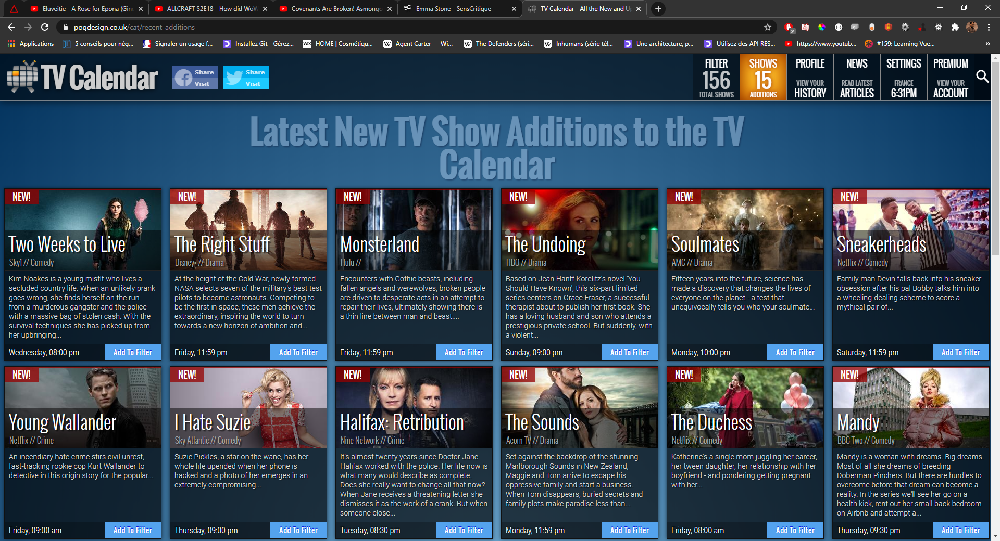 Eluveitie - A Rose for Epona (Ging
ALLCRAFT S2E18 - How did WoW
Covenants Are Broken! Asmongo
Emma Stone - SensCritique
TV Calendar - All the New and Up
pogdesign.co.uk/cat/recent-additions
2
Applications
5 conseils pour nég...
Signaler un usage f...
Installez Git - Gérez...
HOME | Cosmétiqu...
Agent Carter — Wi...
The Defenders (séri...
Inhumans (série tél...
Une architecture, p...
Utilisez des API RES...
https://www.youtub...
#159: Learning Vue...
»
TV Calendar
Share
Visit
Share
Visit
FILTER
156
TOTAL SHOWS
SHOWS
15
ADDITIONS
PROFILE
VIEW YOUR
HISTORY
NEWS
READ LATEST
ARTICLES
SETTINGS
FRANCE
6:31PM
PREMIUM
VIEW YOUR
ACCOUNT
Latest New TV Show Additions to the TV
Calendar
NEW!
Two Weeks to Live
Sky1 // Comedy
Kim Noakes is a young misfit who lives a
secluded country life. When an unlikely prank
goes wrong, she finds herself on the run
from a murderous gangster and the police
with a massive bag of stolen cash. With the
survival techniques she has picked up from
her upbringing...
Wednesday, 08:00 pm
Add To Filter
NEW!
The Right Stuff
Disney+ // Drama
At the height of the Cold War, newly formed
NASA selects seven of the military's best test
pilots to become astronauts. Competing to
be the first in space, these men achieve the
extraordinary, inspiring the world to turn
towards a new horizon of ambition and...
Friday, 11:59 pm
Add To Filter
NEW!
Monsterland
Hulu //
Encounters with Gothic beasts, including
fallen angels and werewolves, broken people
are driven to desperate acts in an attempt to
repair their lives, ultimately showing there is
a thin line between man and beast....
Friday, 11:59 pm
Add To Filter
NEW!
The Undoing
HBO // Drama
Based on Jean Hanff Korelitz's novel 'You
Should Have Known', this six-part limited
series centers on Grace Fraser, a successful
therapist about to publish her first book. She
has a loving husband and son who attends a
prestigious private school. But suddenly, with
a violent...
Sunday, 09:00 pm
Add To Filter
NEW!
Soulmates
AMC // Drama
Fifteen years into the future, science has
made a discovery that changes the lives of
everyone on the planet - a test that
unequivocally tells you who your soulmate...
Monday, 10:00 pm
Add To Filter
NEW!
Sneakerheads
Netflix // Comedy
Family man Devin falls back into his sneaker
obsession after his pal Bobby talks him into
a wheeling-dealing scheme to score a
mythical pair of...
Saturday, 11:59 pm
Add To Filter
NEW!
Young Wallander
Netflix // Crime
An incendiary hate crime stirs civil unrest,
fast-tracking rookie cop Kurt Wallander to
detective in this origin story for the popular...
Friday, 09:00 am
Add To Filter
NEW!
I Hate Suzie
Sky Atlantic // Comedy
Suzie Pickles, a star on the wane, has her
whole life upended when her phone is
hacked and a photo of her emerges in an
extremely compromising...
Thursday, 09:00 pm
Add To Filter
NEW!
Halifax: Retribution
Nine Network // Crime
It's almost twenty years since Doctor Jane
Halifax worked with the police. Her life now is
what many would describe as complete.
Does she really want to change all that now?
When Jane receives a threatening letter she
dismisses it as the work of a crank. But when
someone close...
Tuesday, 08:30 pm
Add To Filter
NEW!
The Sounds
Acorn TV // Drama
Set against the backdrop of the stunning
Marlborough Sounds in New Zealand,
Maggie and Tom arrive to escape his
oppressive family and start a business.
When Tom disappears, buried secrets and
family plots make paradise less than...
Monday, 11:59 pm
Add To Filter
NEW!
The Duchess
Netflix // Comedy
Katherine's a single mom juggling her career,
her tween daughter, her relationship with her
boyfriend - and pondering getting pregnant
with her...
Friday, 08:00 am
Add To Filter
NEW!
Mandy
BBC Two // Comedy
Mandy is a woman with dreams. Big dreams.
Most of all she dreams of breeding
Doberman Pinchers. But there are hurdles to
overcome before that dream can become a
reality. In the series we'll see her go on a
health kick, rent out her small back bedroom
on Airbnb and attempt a...
Thursday, 09:30 pm
Add To Filter